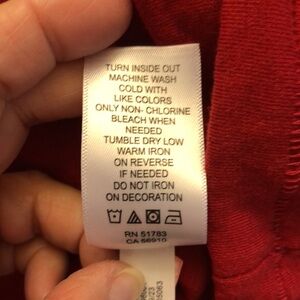 TURN INSIDE OUT
MACHINE WASH
COLD WITH
LIKE COLORS
ONLY NON- CHLORINE
BLEACH WHEN
NEEDED
TUMBLE DRY LOW
WARM IRON
ON REVERSE
IF NEEDED
DO NOT IRON
ON DECORATION
RN 51783
CA 56910